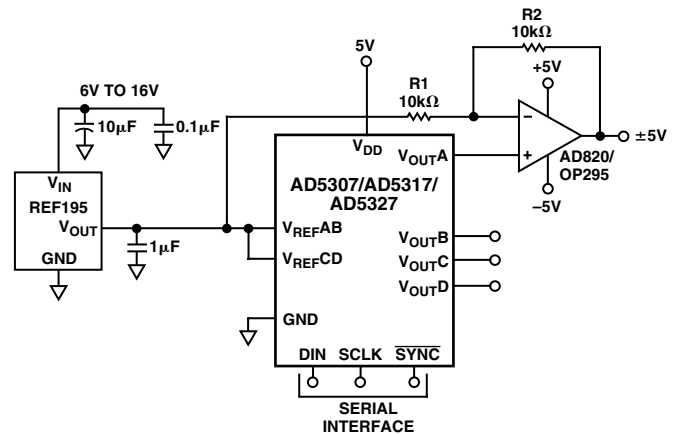 R2
10kΩ
5V
R1
10kΩ
+5V
6V TO 16V
10µF
0.1µF
−
+
±5V
AD820/
OP295
–5V
V_IN
REF195
V_OUT
GND
1µF
V_DD
V_OUTA
AD5307/AD5317/
AD5327
V_REFAB
V_REFCD
V_OUTB
V_OUTC
V_OUTD
GND
DIN SCLK SYNC
SERIAL
INTERFACE